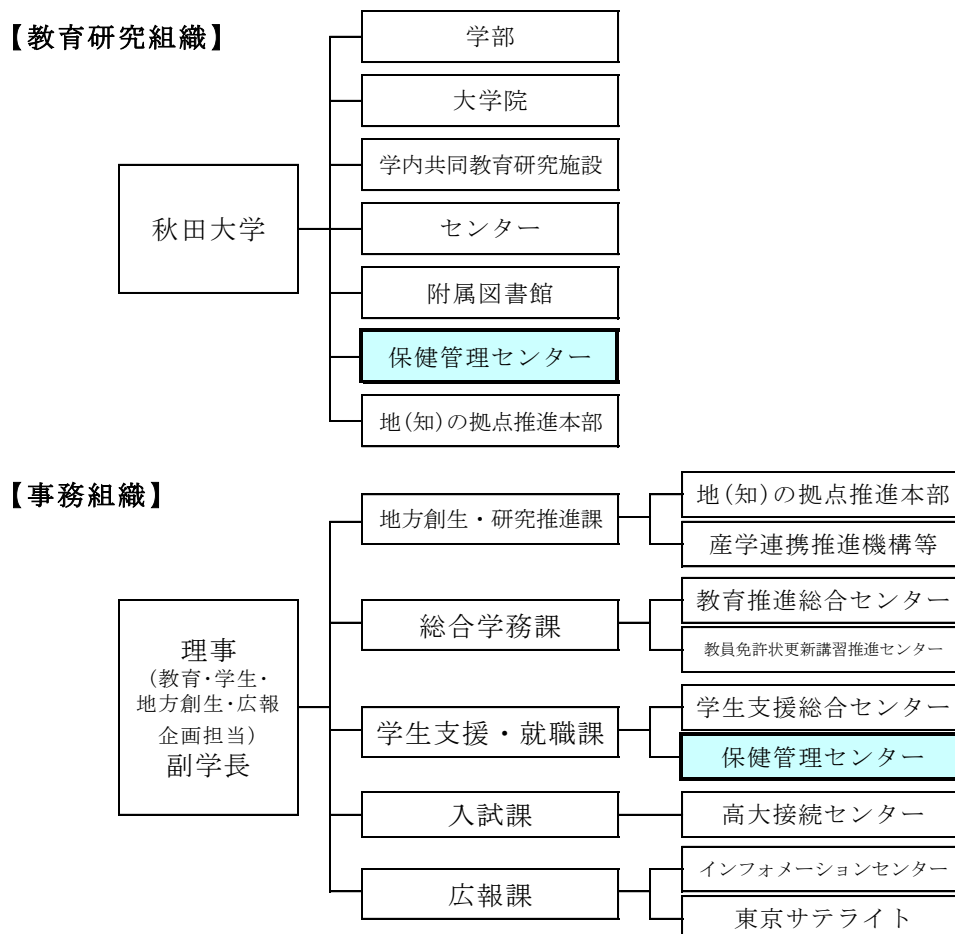 【教育研究組織】
学部
大学院
学内共同教育研究施設
秋田大学
センター
附属図書館
保健管理センター
地(知)の拠点推進本部
【事務組織】
理事
(教育・学生・
地方創生・広報
企画担当)
副学長
地方創生・研究推進課
地(知)の拠点推進本部
産学連携推進機構等
総合学務課
教育推進総合センター
教員免許状更新講習推進センター
学生支援・就職課
学生支援総合センター
保健管理センター
入試課
高大接続センター
広報課
インフォメーションセンター
東京サテライト